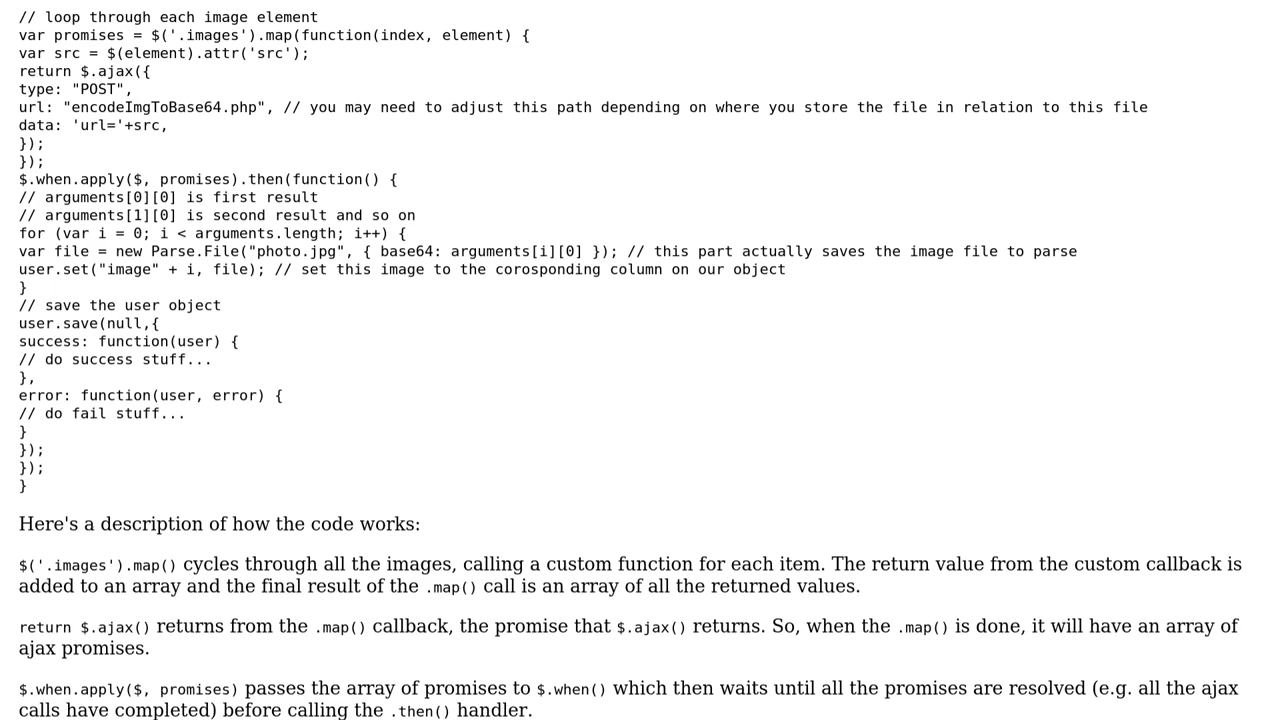 // loop through each image element
var promises = $('.images').map(function(index, element) {
var src = $(element).attr('src');
return $.ajax({
type: "POST",
url: "encodeImgToBase64.php", // you may need to adjust this path depending on where you store the file in relation to this file
data: 'url='+src,
});
});
$.when.apply($, promises).then(function() {
// arguments[0][0] is first result
// arguments[1][0] is second result and so on
for (var i = 0; i < arguments.length; i++) {
var file = new Parse.File("photo.jpg", { base64: arguments[i][0] }); // this part actually saves the image file to parse
user.set("image" + i, file); // set this image to the corosponding column on our object
}
// save the user object
user.save(null,{
success: function(user) {
// do success stuff...
},
error: function(user, error) {
// do fail stuff...
}
});
});
}
Here's a description of how the code works:
$('.images').map() cycles through all the images, calling a custom function for each item. The return value from the custom callback is
added to an array and the final result of the .map() call is an array of all the returned values.
return $.ajax() returns from the .map() callback, the promise that $.ajax() returns. So, when the .map() is done, it will have an array of
ajax promises.
$.when.apply($, promises) passes the array of promises to $.when() which then waits until all the promises are resolved (e.g. all the ajax
calls have completed) before calling the .then() handler.